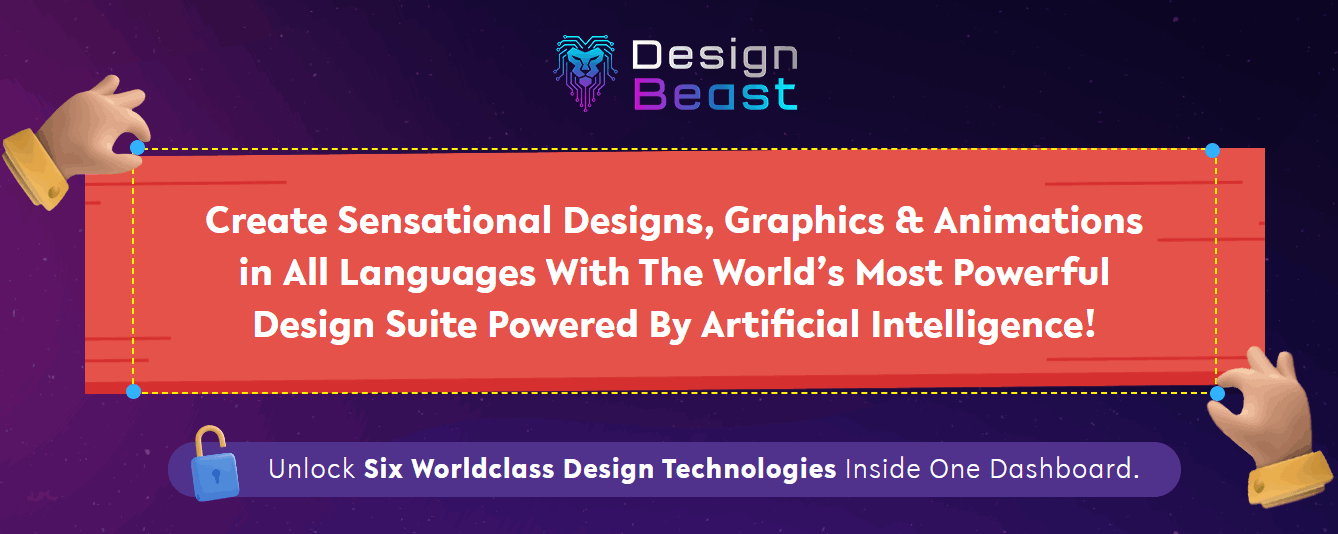 Design
Beast
Create Sensational Designs, Graphics & Animations
in All Languages With The World’s Most Powerful
Design Suite Powered By Artificial Intelligence!
Unlock Six Worldclass Design Technologies Inside One Dashboard.